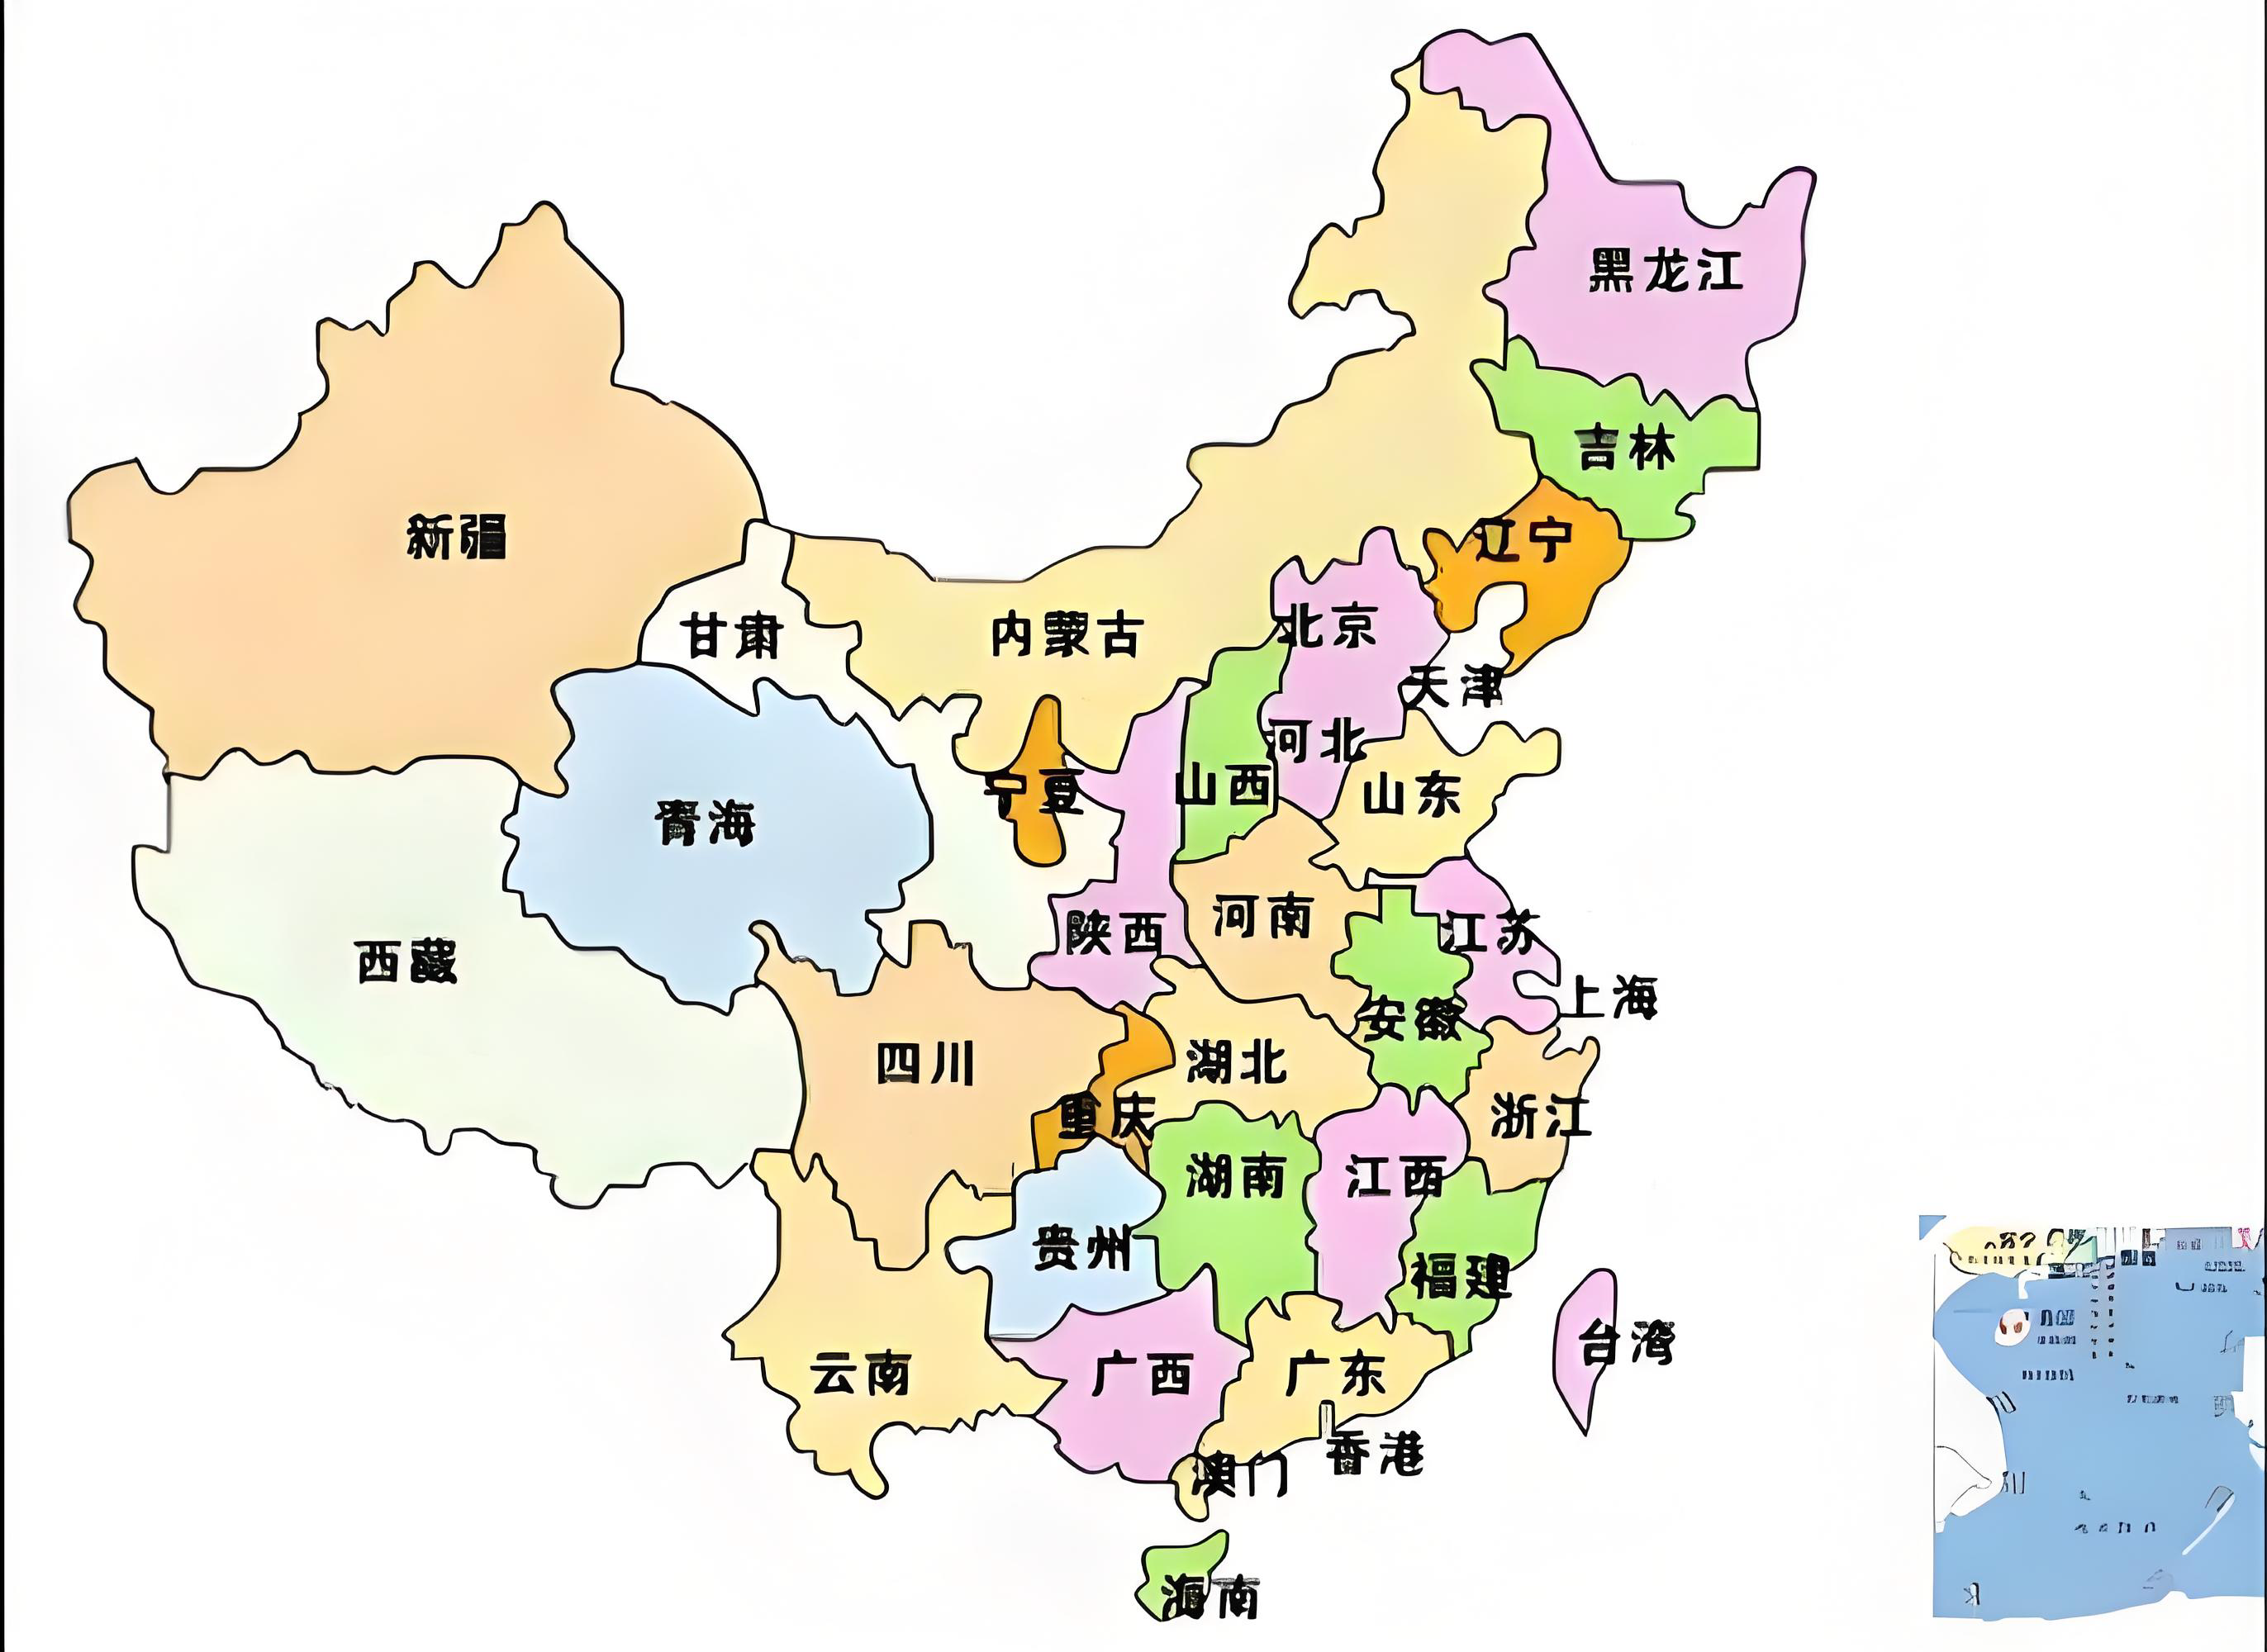 黑龙江
吉林
新疆
辽宁
甘肃
内蒙古
北京
天津
河北
宁夏
山西
山东
青海
陕西
河南
江苏
西藏
上海
安徽
四川
湖北
重庆
浙江
湖南
江西
贵州
福建
台湾
云南
广西
广东
香港
澳门
海南